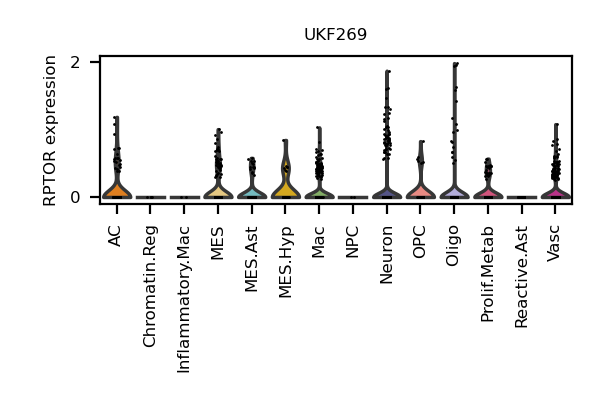 UKF269
RPTOR expression
2
0
AC
Chromatin.Reg
Inflammatory.Mac
MES
MES.Ast
MES.Hyp
Mac
NPC
Neuron
OPC
Oligo
Prolif.Metab
Reactive.Ast
Vasc